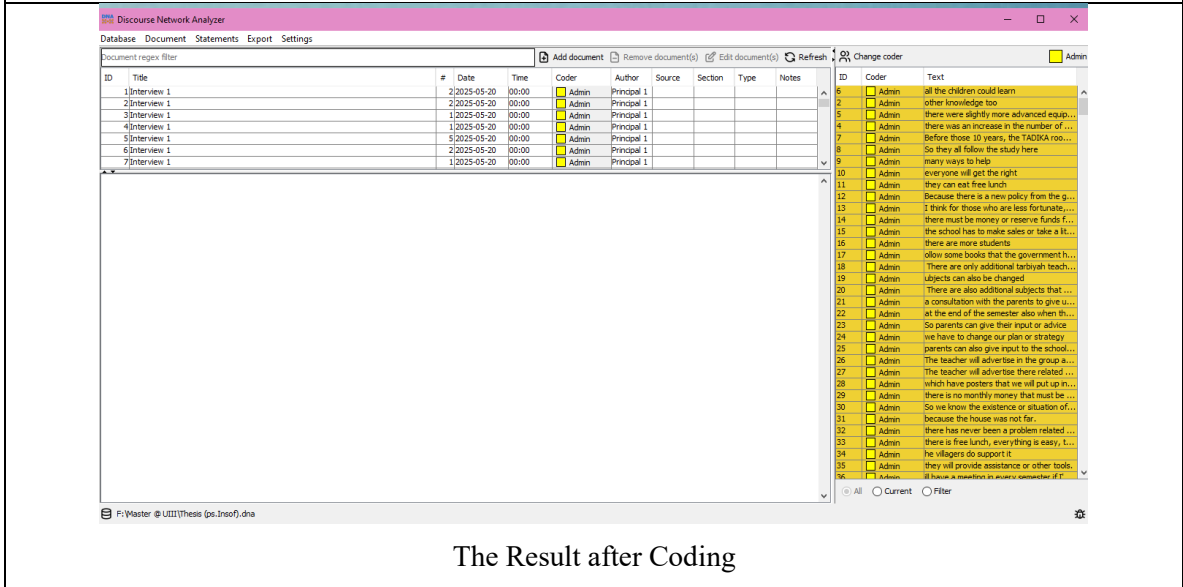 Discourse Network Analyzer
Database Document Statements Export Settings
Document regex filter Add document Remove document(s) Edit document(s) Refresh Change coder Admin
ID Title # Date Time Coder Author Source Section Type Notes
1 Interview 1 2 2025-05-20 00:00 Admin Principal 1
2 Interview 1 2 2025-05-20 00:00 Admin Principal 1
3 Interview 1 1 2025-05-20 00:00 Admin Principal 1
4 Interview 1 1 2025-05-20 00:00 Admin Principal 1
5 Interview 1 5 2025-05-20 00:00 Admin Principal 1
6 Interview 1 2 2025-05-20 00:00 Admin Principal 1
7 Interview 1 1 2025-05-20 00:00 Admin Principal 1
ID Coder Text
6 Admin all the children could learn
2 Admin other knowledge too
5 Admin there were slightly more advanced equip...
4 Admin there was an increase in the number of ...
7 Admin Before those 10 years, the TADIKA roo...
8 Admin So they all follow the study here
9 Admin many ways to help
10 Admin everyone will get the right
11 Admin they can eat free lunch
12 Admin Because there is a new policy from the g...
13 Admin I think for those who are less fortunate,...
14 Admin there must be money or reserve funds f...
15 Admin the school has to make sales or take a lit...
16 Admin there are more students
17 Admin ollow some books that the government h...
18 Admin There are only additional tarbiyah teach...
19 Admin ubjects can also be changed
20 Admin There are also additional subjects that ...
21 Admin a consultation with the parents to give u...
22 Admin at the end of the semester also when th...
23 Admin So parents can give their input or advice
24 Admin we have to change our plan or strategy
25 Admin parents can also give input to the school...
26 Admin The teacher will advertise in the group a...
27 Admin The teacher will advertise there related ...
28 Admin which have posters that we will put up in...
29 Admin there is no monthly money that must be ...
30 Admin So we know the existence or situation of...
31 Admin because the house was not far.
32 Admin there has never been a problem related ...
33 Admin there is free lunch, everything is easy, t...
34 Admin he villagers do support it
35 Admin they will provide assistance or other tools.
36 Admin ill have a meeting in every semester if
All Current Filter
F:\Master @ UIII\Thesis (ps.Insof).dna
The Result after Coding